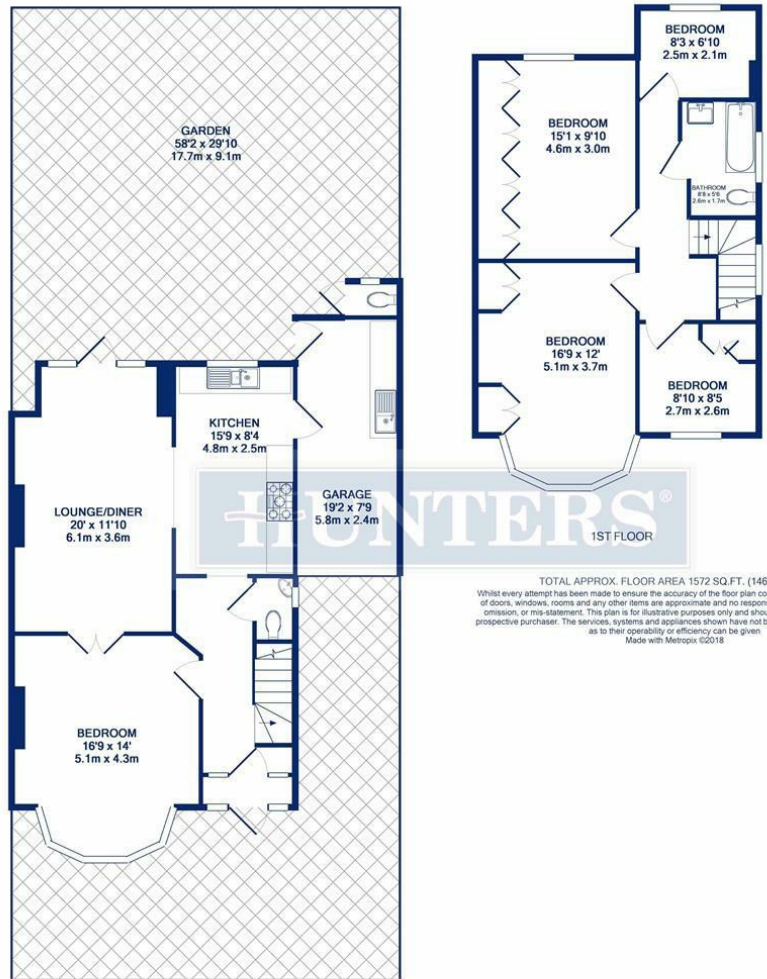 GARDEN
58'2 x 29'10
17.7m x 9.1m
KITCHEN
15'9 x 8'4
4.8m x 2.5m
LOUNGE/DINER
20' x 11'10
6.1m x 3.6m
GARAGE
19'2 x 7'9
5.8m x 2.4m
BEDROOM
16'9 x 14'
5.1m x 4.3m
BEDROOM
8'3 x 6'10
2.5m x 2.1m
BEDROOM
15'1 x 9'10
4.6m x 3.0m
BATHROOM
8'8 x 5'6
2.6m x 1.7m
BEDROOM
16'9 x 12'
5.1m x 3.7m
BEDROOM
8'10 x 8'5
2.7m x 2.6m
HUNTERS®
1ST FLOOR
TOTAL APPROX. FLOOR AREA 1572 SQ.FT. (146
Whilst every attempt has been made to ensure the accuracy of the floor plan co
of doors, windows, rooms and any other items are approximate and no respon
omission, or mis-statement. This plan is for illustrative purposes only and shou
prospective purchaser. The services, systems and appliances shown have not b
as to their operability or efficiency can be given
Made with Metropix ©2018